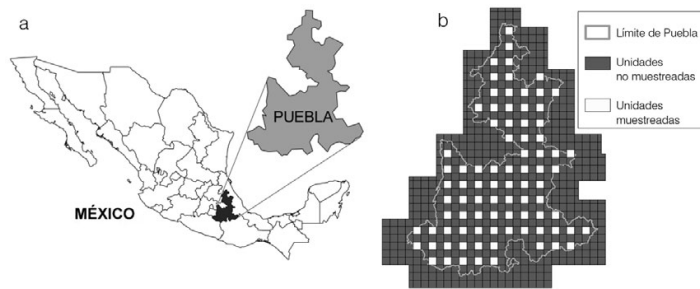 a
PUEBLA
MÉXICO
b
Límite de Puebla
Unidades
no muestreadas
Unidades
muestreadas